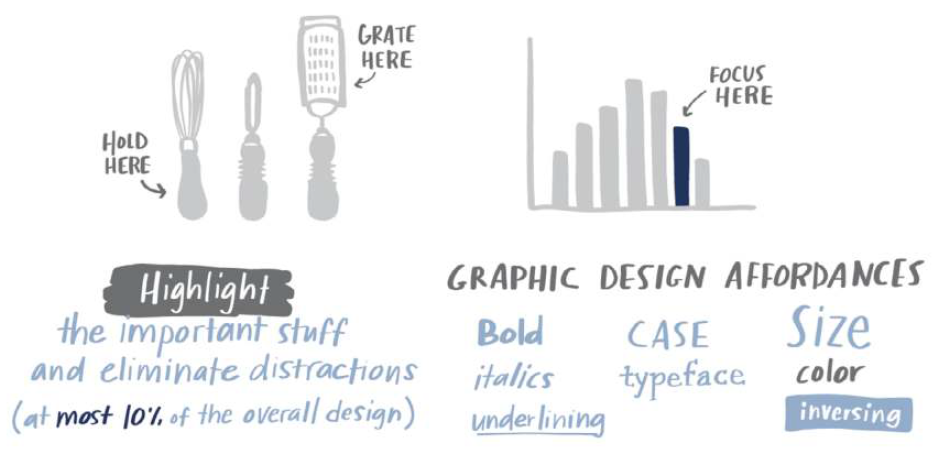 GRATE
HERE
HOLD
HERE
FOCUS
HERE
Highlight
the important stuff
and eliminate distractions
(at most 10% of the overall design)
GRAPHIC DESIGN AFFORDANCES
Bold
CASE
Size
italics
typeface
color
underlining
inversing